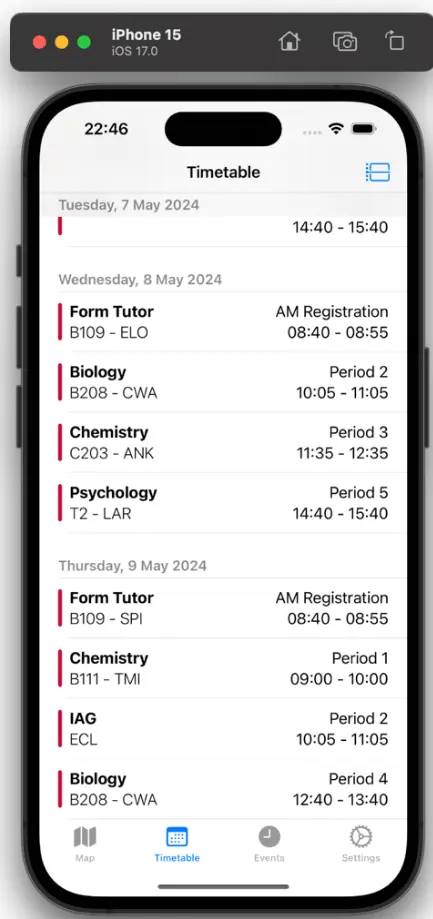 iPhone 15
iOS 17.0
22:46
Timetable
Tuesday, 7 May 2024
14:40 - 15:40
Wednesday, 8 May 2024
Form Tutor AM Registration
B109 - ELO 08:40 - 08:55
Biology Period 2
B208 - CWA 10:05 - 11:05
Chemistry Period 3
C203 - ANK 11:35 - 12:35
Psychology Period 5
T2 - LAR 14:40 - 15:40
Thursday, 9 May 2024
Form Tutor AM Registration
B109 - SPI 08:40 - 08:55
Chemistry Period 1
B111 - TMI 09:00 - 10:00
IAG Period 2
ECL 10:05 - 11:05
Biology Period 4
B208 - CWA 12:40 - 13:40
Map Timetable Events Settings